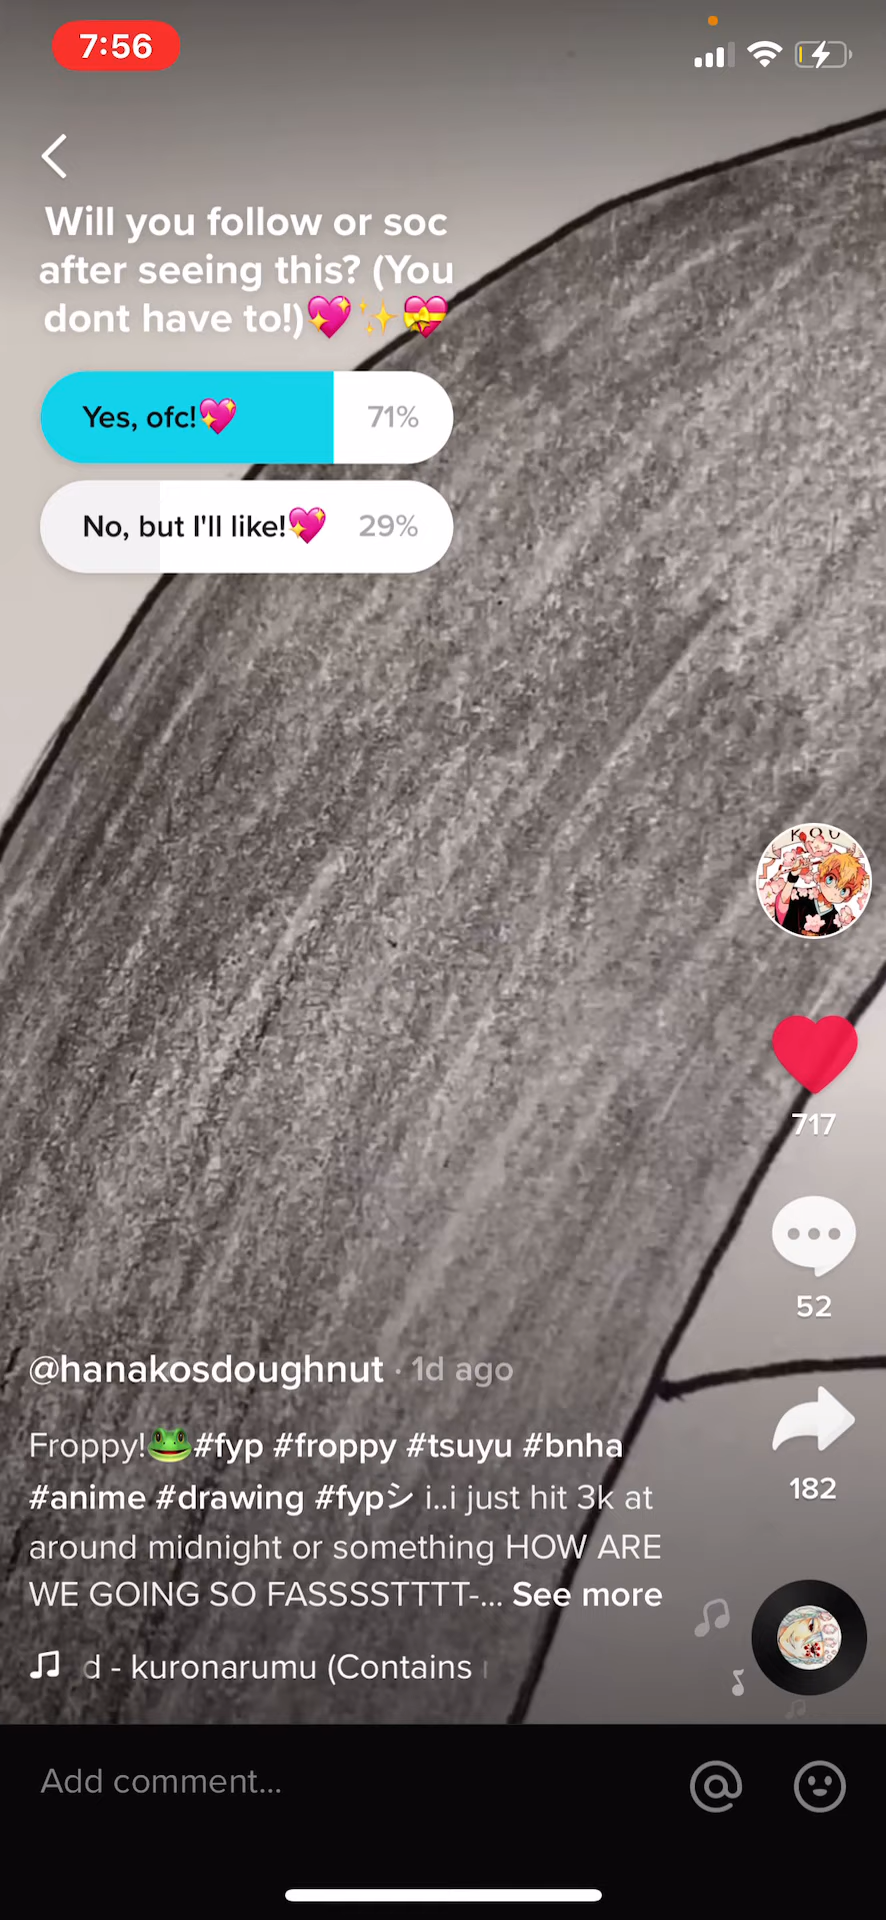 7:56
Will you follow or soc
after seeing this? (You
dont have to!)💖✨💝
Yes, ofc!💖 71%
No, but I'll like!💖 29%
KOU
717
52
@hanakosdoughnut · 1d ago
182
Froppy!🐸#fyp #froppy #tsuyu #bnha
#anime #drawing #fypシ i..i just hit 3k at
around midnight or something HOW ARE
WE GOING SO FASSSSTTTT-... See more
d - kuronarumu (Contains
Add comment...